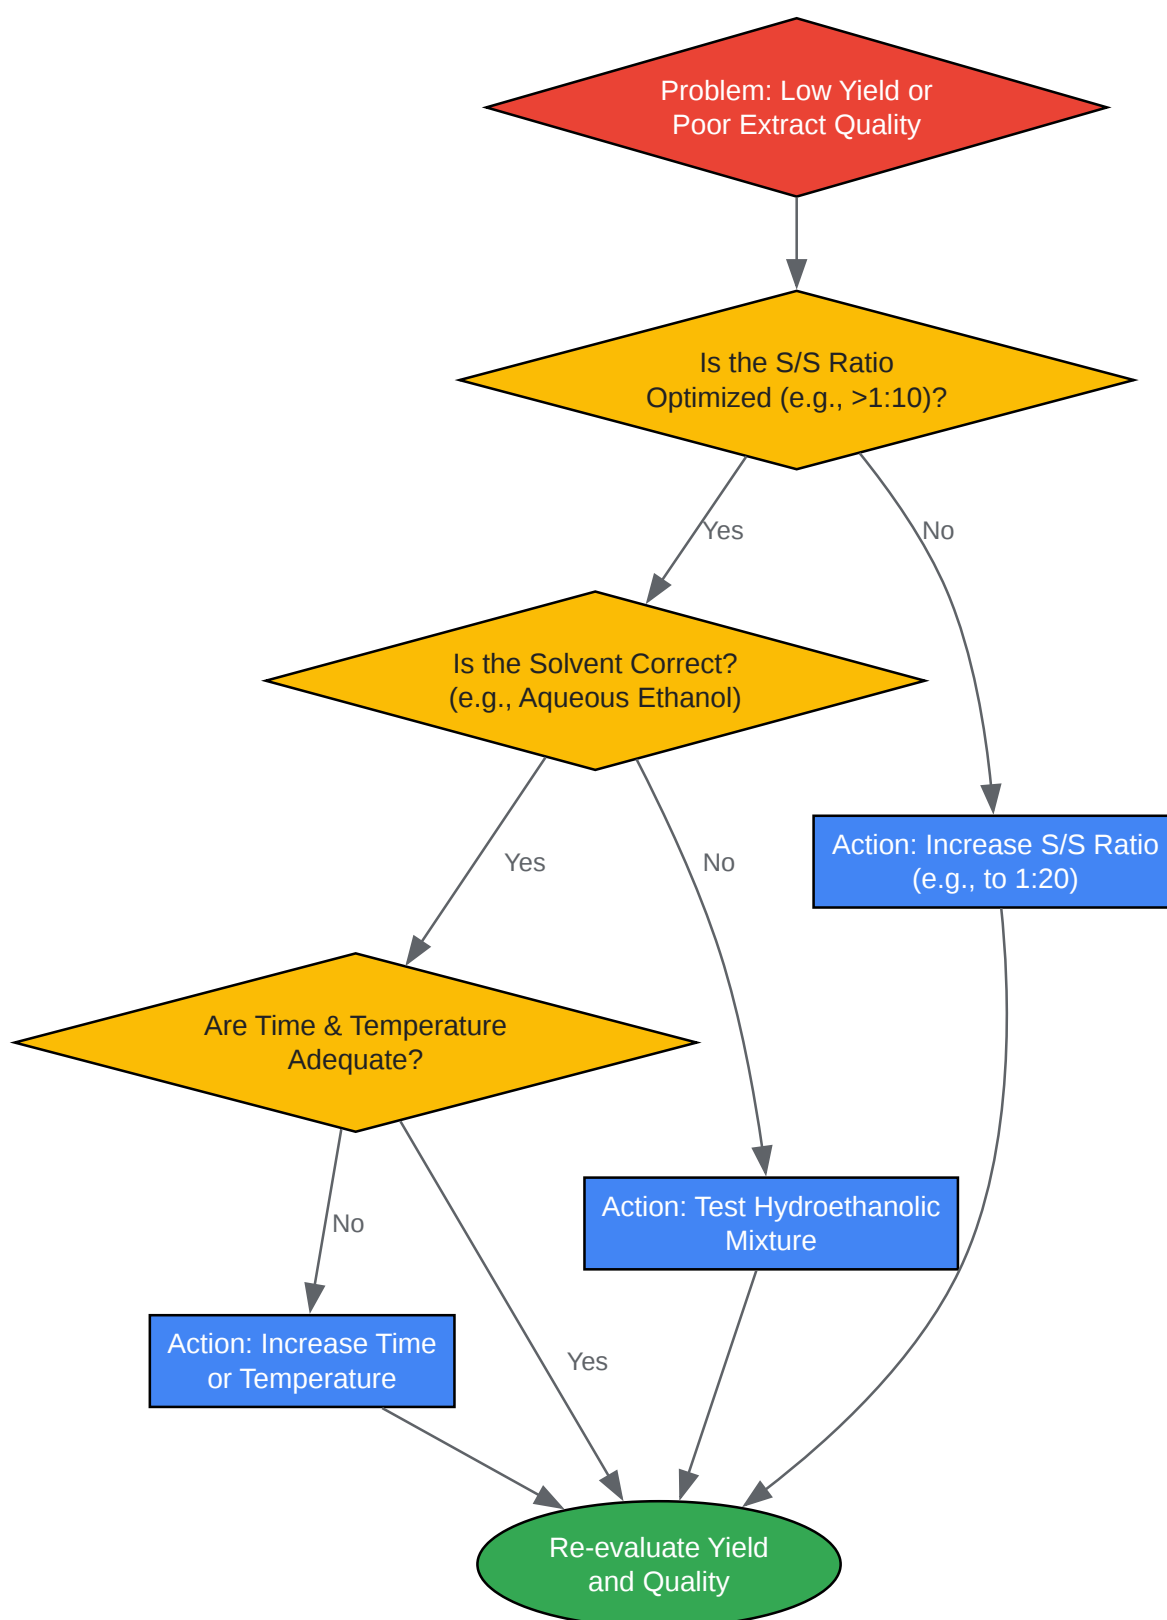 Problem: Low Yield or
Poor Extract Quality
Is the S/S Ratio
Optimized (e.g., >1:10)?
Yes
No
Is the Solvent Correct?
(e.g., Aqueous Ethanol)
Action: Increase S/S Ratio
(e.g., to 1:20)
Yes
No
Are Time & Temperature
Adequate?
Action: Test Hydroethanolic
Mixture
No
Action: Increase Time
or Temperature
Yes
Re-evaluate Yield
and Quality